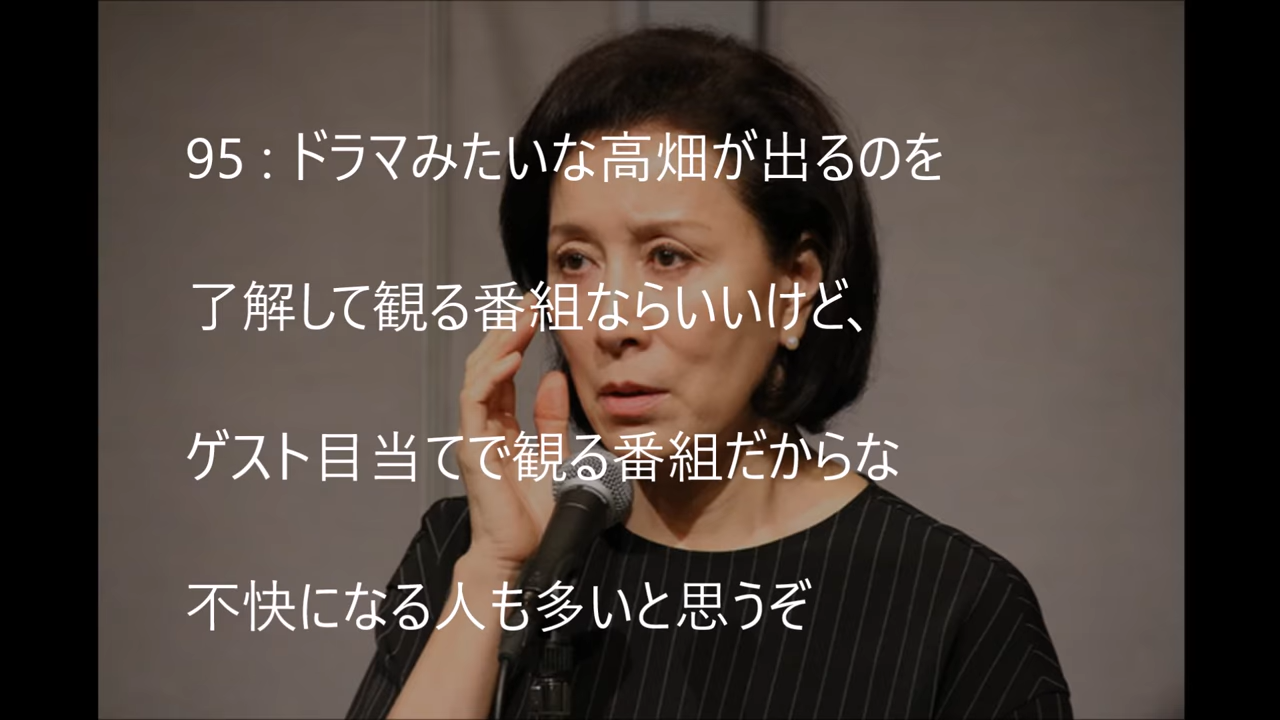 95 : ドラマみたいな高畑が出るのを
了解して観る番組ならいいけど、
ゲスト目当てで観る番組だからな
不快になる人も多いと思うぞ